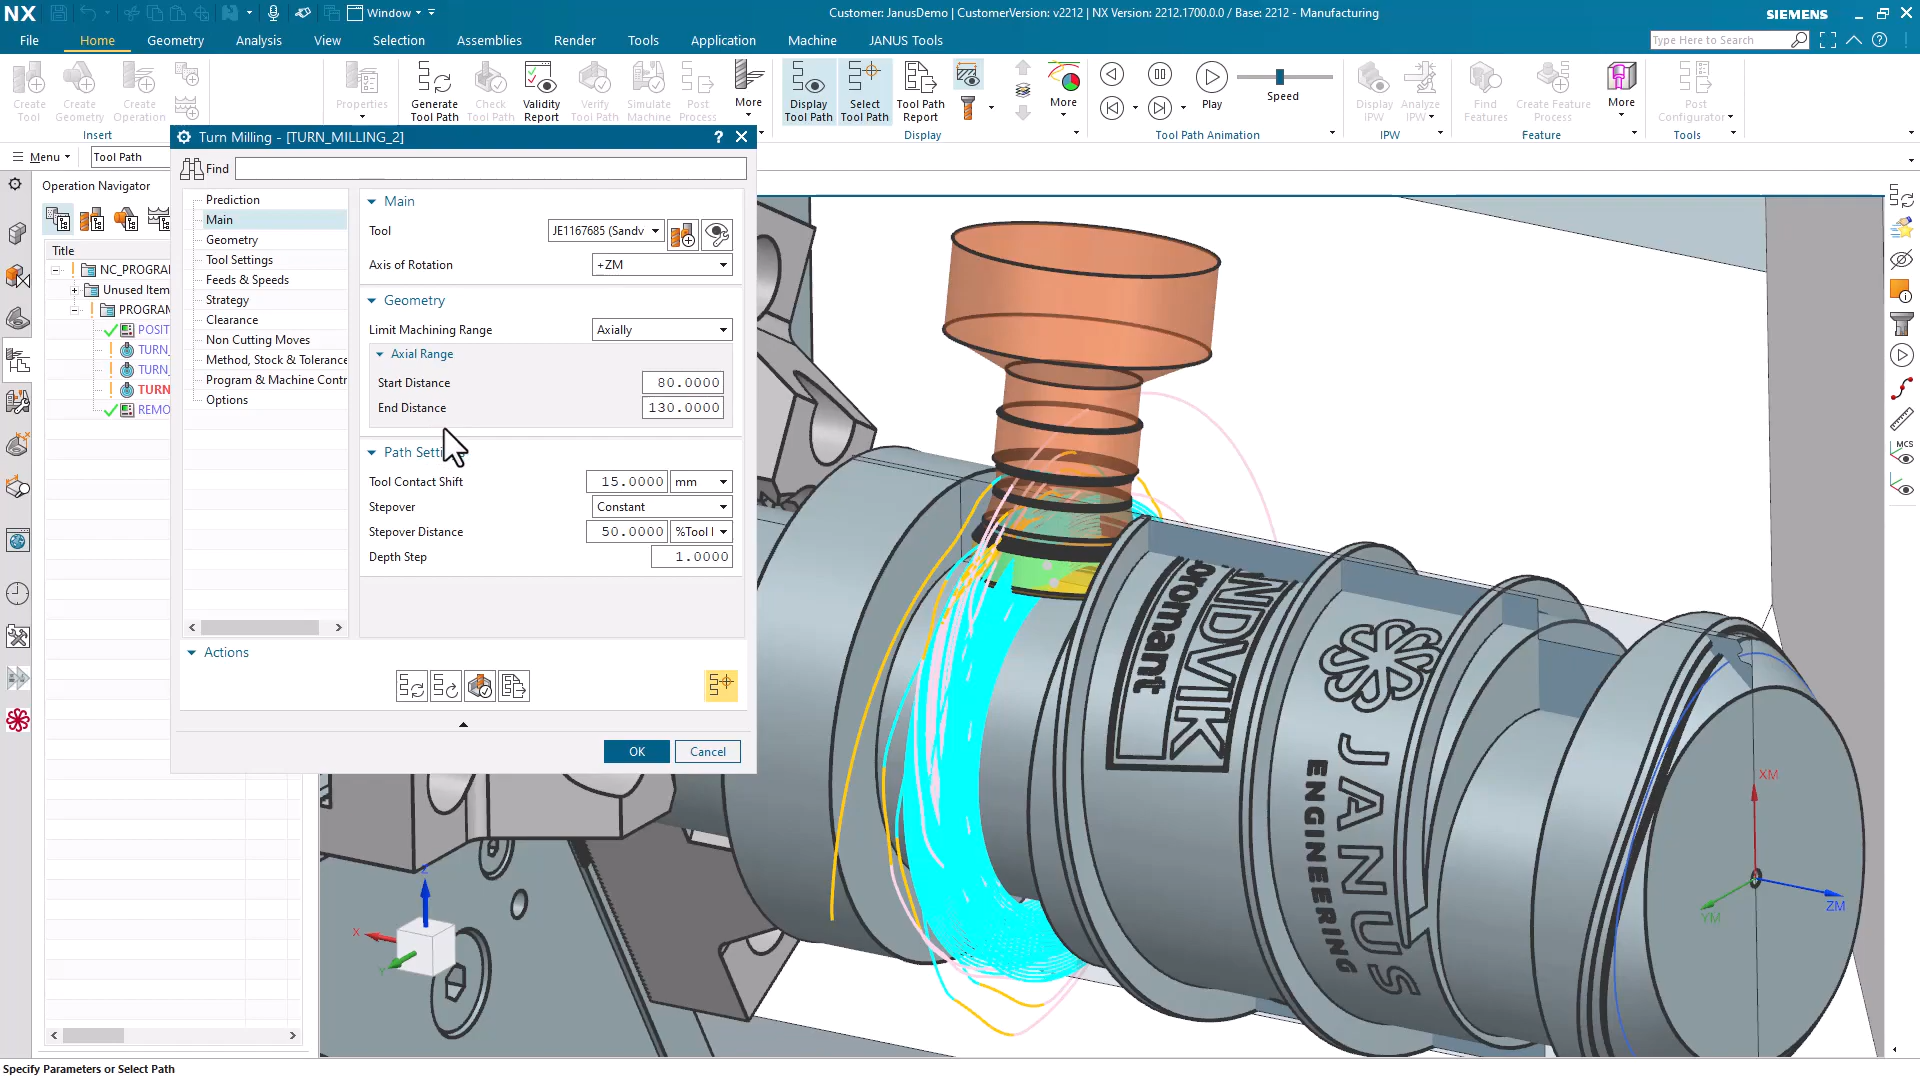 NX
Window
Customer: JanusDemo | CustomerVersion: v2212 | NX Version: 2212.1700.0.0 / Base: 2212 - Manufacturing
SIEMENS
File Home Geometry Analysis View Selection Assemblies Render Tools Application Machine JANUS Tools
Type Here to Search
Create Tool
Create Geometry
Create Operation
Properties
Generate Tool Path
Check Tool Path
Validity Report
Verify Tool Path
Simulate Machine
Post Process
More
Display Tool Path
Select Tool Path
Tool Path Report
More
Play
Speed
Display IPW
Analyze IPW
Find Features
Create Feature Process
More
Post Configurator
Insert
Display
Tool Path Animation
IPW
Feature
Tools
Turn Milling - [TURN_MILLING_2]
? 
Menu
Tool Path
Find
Operation Navigator
Title
NC_PROGRA
Unused Item
PROGRAM
POSIT
TURN_
TURN_
TURN
REMO
Prediction
Main
Geometry
Tool Settings
Feeds & Speeds
Strategy
Clearance
Non Cutting Moves
Method, Stock & Tolerance
Program & Machine Contr
Options
Main
Tool JE1167685 (Sandv
Axis of Rotation +ZM
Geometry
Limit Machining Range Axially
Axial Range
Start Distance 80.0000
End Distance 130.0000
Path Setti
Tool Contact Shift 15.0000 mm
Stepover Constant
Stepover Distance 50.0000 %Tool
Depth Step 1.0000
Actions
OK Cancel
MCS
NDVIK
oromant
JANUS
ENGINEERING
XM
YM
ZM
Z
X
Y
Specify Parameters or Select Path